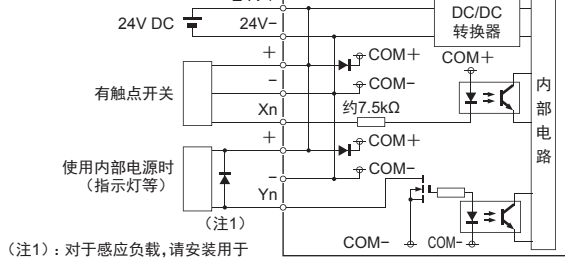 24V DC
24V−
DC/DC
转换器
+
COM+
COM+
−
COM−
有触点开关
Xn
约7.5kΩ
内部电路
+
COM+
使用内部电源时
(指示灯等)
−
COM−
Yn
(注1)
COM−
COM−
(注1):对于感应负载,请安装用于